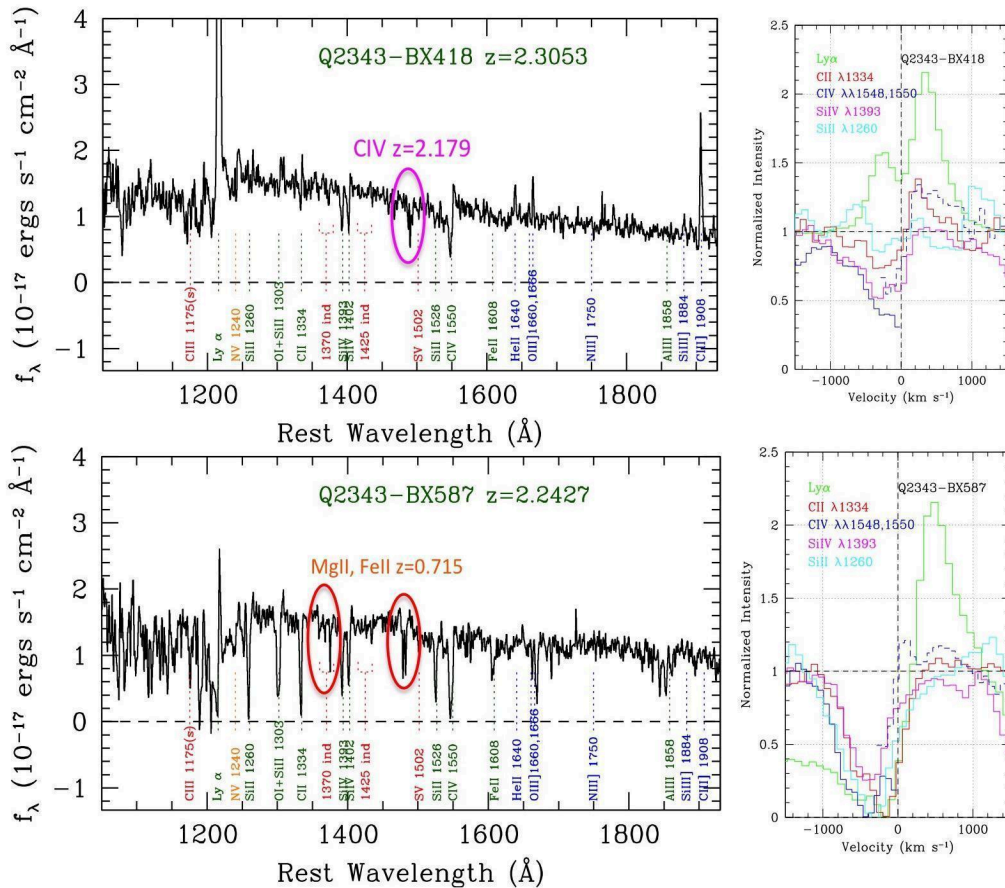 Q2343-BX418 z=2.3053
CIV z=2.179
f_λ (10⁻¹⁷ ergs s⁻¹ cm⁻² Å⁻¹)
4
3
2
1
0
–1
CIII 1175(s)
Ly α
NV 1240
SiII 1260
OI+SiII 1303
CII 1334
1370 ind
SiIV 1393
SiIV 1402
1425 ind
SV 1502
SiII 1526
CIV 1550
FeII 1608
HeII 1640
OIII]1660,1666
NIII] 1750
AlIII 1858
SiIII] 1884
CIII] 1908
1200
1400
1600
1800
Rest Wavelength (Å)
Lyα
Q2343-BX418
CII λ1334
CIV λλ1548,1550
SiIV λ1393
SiII λ1260
Normalized Intensity
2.5
2
1.5
1
0.5
0
−1000
0
1000
Velocity (km s⁻¹)
Q2343-BX587 z=2.2427
MgII, FeII z=0.715
f_λ (10⁻¹⁷ ergs s⁻¹ cm⁻² Å⁻¹)
4
3
2
1
0
–1
CIII 1175(s)
Ly α
NV 1240
SiII 1260
OI+SiII 1303
CII 1334
1370 ind
SiIV 1393
SiIV 1402
1425 ind
SV 1502
SiII 1526
CIV 1550
FeII 1608
HeII 1640
OIII]1660,1666
NIII] 1750
AlIII 1858
SiIII] 1884
CIII] 1908
1200
1400
1600
1800
Rest Wavelength (Å)
Lyα
Q2343-BX587
CII λ1334
CIV λλ1548,1550
SiIV λ1393
SiII λ1260
Normalized Intensity
2.5
2
1.5
1
0.5
0
−1000
0
1000
Velocity (km s⁻¹)